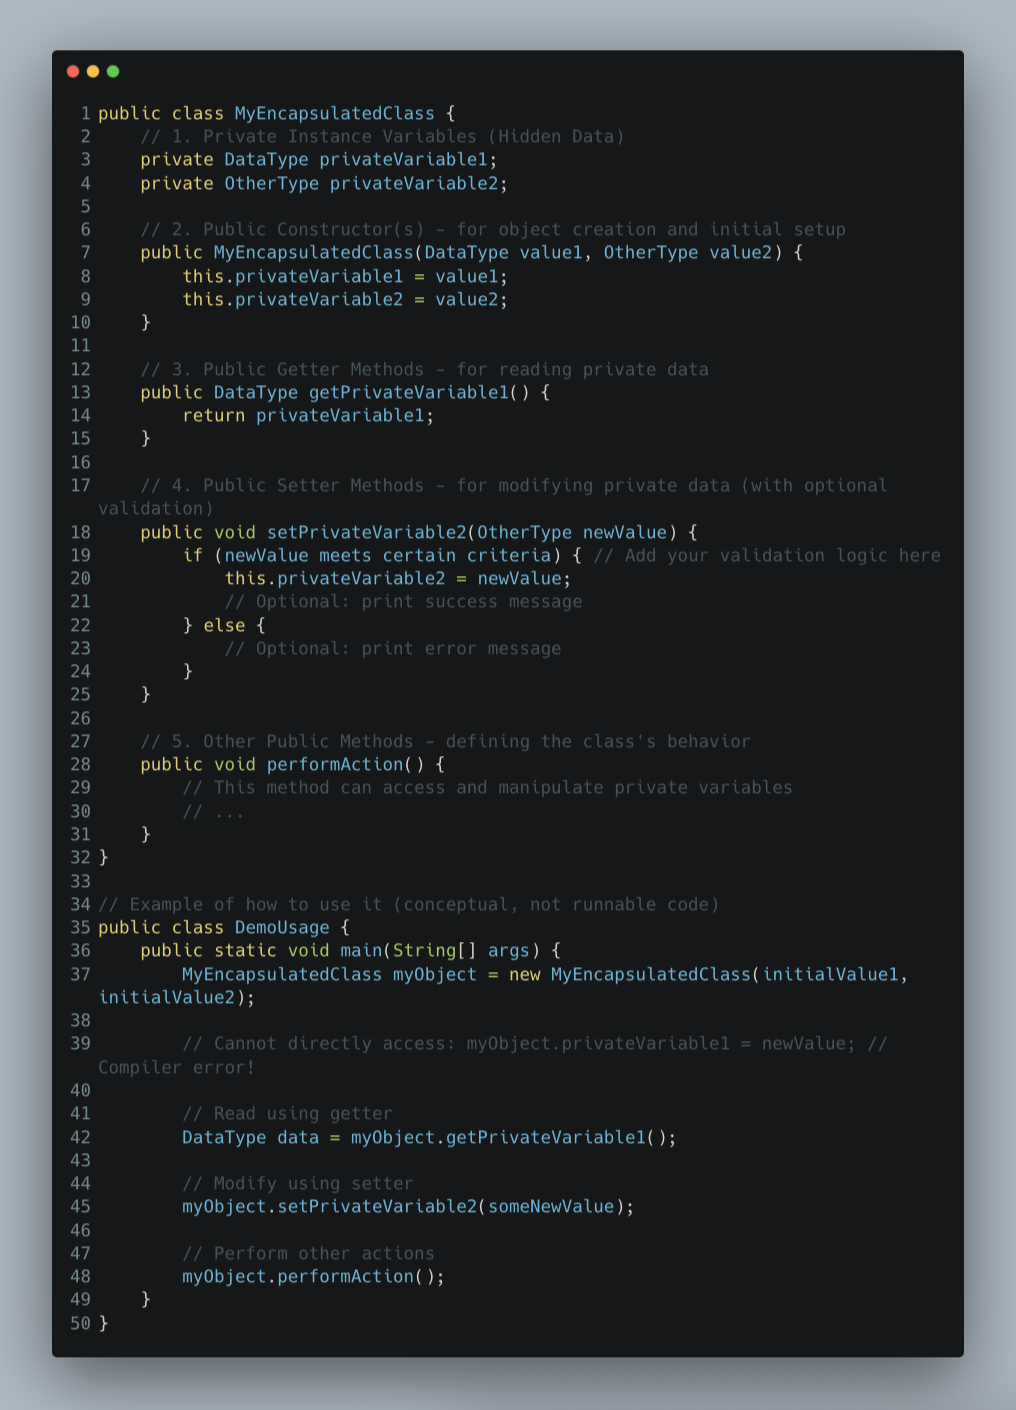 1 public class MyEncapsulatedClass {
2     // 1. Private Instance Variables (Hidden Data)
3     private DataType privateVariable1;
4     private OtherType privateVariable2;
5
6     // 2. Public Constructor(s) – for object creation and initial setup
7     public MyEncapsulatedClass(DataType value1, OtherType value2) {
8         this.privateVariable1 = value1;
9         this.privateVariable2 = value2;
10     }
11
12     // 3. Public Getter Methods – for reading private data
13     public DataType getPrivateVariable1() {
14         return privateVariable1;
15     }
16
17     // 4. Public Setter Methods – for modifying private data (with optional
validation)
18     public void setPrivateVariable2(OtherType newValue) {
19         if (newValue meets certain criteria) { // Add your validation logic here
20             this.privateVariable2 = newValue;
21             // Optional: print success message
22         } else {
23             // Optional: print error message
24         }
25     }
26
27     // 5. Other Public Methods – defining the class's behavior
28     public void performAction() {
29         // This method can access and manipulate private variables
30         // ...
31     }
32 }
33
34 // Example of how to use it (conceptual, not runnable code)
35 public class DemoUsage {
36     public static void main(String[] args) {
37         MyEncapsulatedClass myObject = new MyEncapsulatedClass(initialValue1,
initialValue2);
38
39         // Cannot directly access: myObject.privateVariable1 = newValue; //
Compiler error!
40
41         // Read using getter
42         DataType data = myObject.getPrivateVariable1();
43
44         // Modify using setter
45         myObject.setPrivateVariable2(someNewValue);
46
47         // Perform other actions
48         myObject.performAction();
49     }
50 }